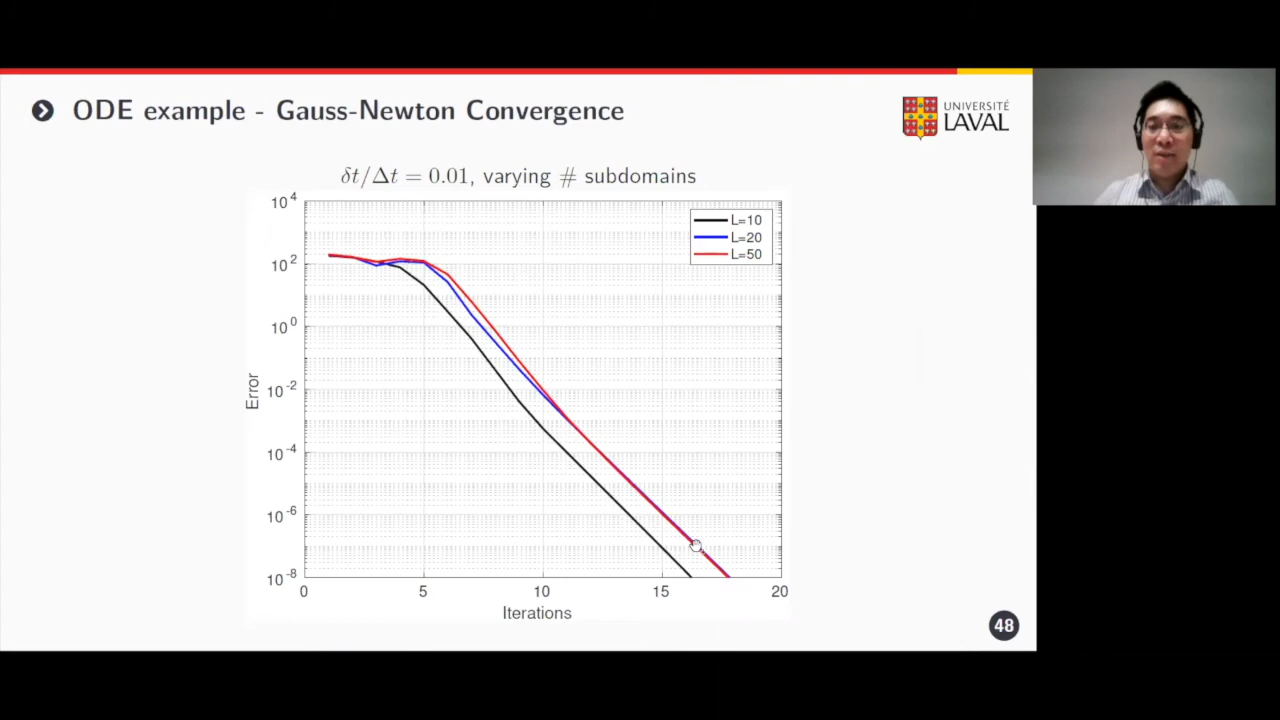 ODE example - Gauss-Newton Convergence
UNIVERSITÉ
LAVAL
δt/Δt = 0.01, varying # subdomains
10^4
10^2
10^0
10^-2
10^-4
10^-6
10^-8
Error
L=10
L=20
L=50
0 5 10 15 20
Iterations
48